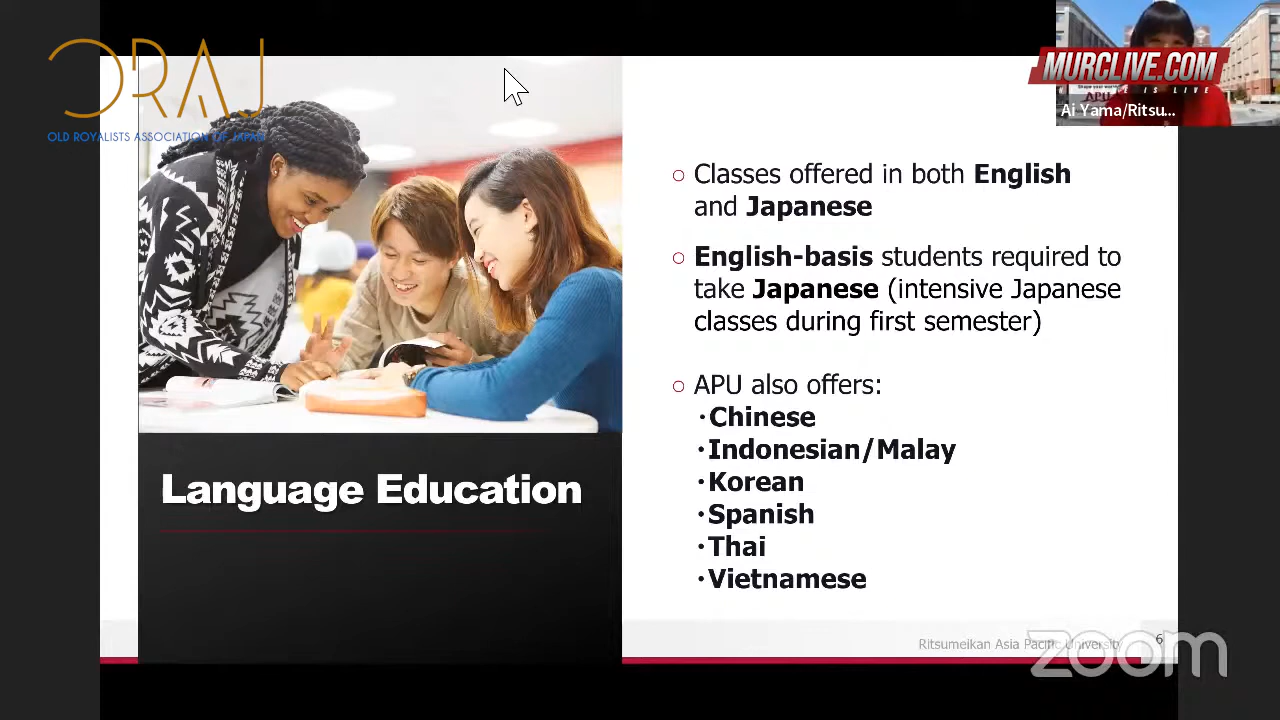 ORAJ
OLD ROYALISTS ASSOCIATION OF JAPAN
MURCLIVE.COM
APU
Ai Yama/Ritsu...
Classes offered in both English
and Japanese
English-basis students required to
take Japanese (intensive Japanese
classes during first semester)
APU also offers:
・Chinese
・Indonesian/Malay
・Korean
・Spanish
・Thai
・Vietnamese
Language Education
Ritsumeikan Asia Pacific University
6
zoom